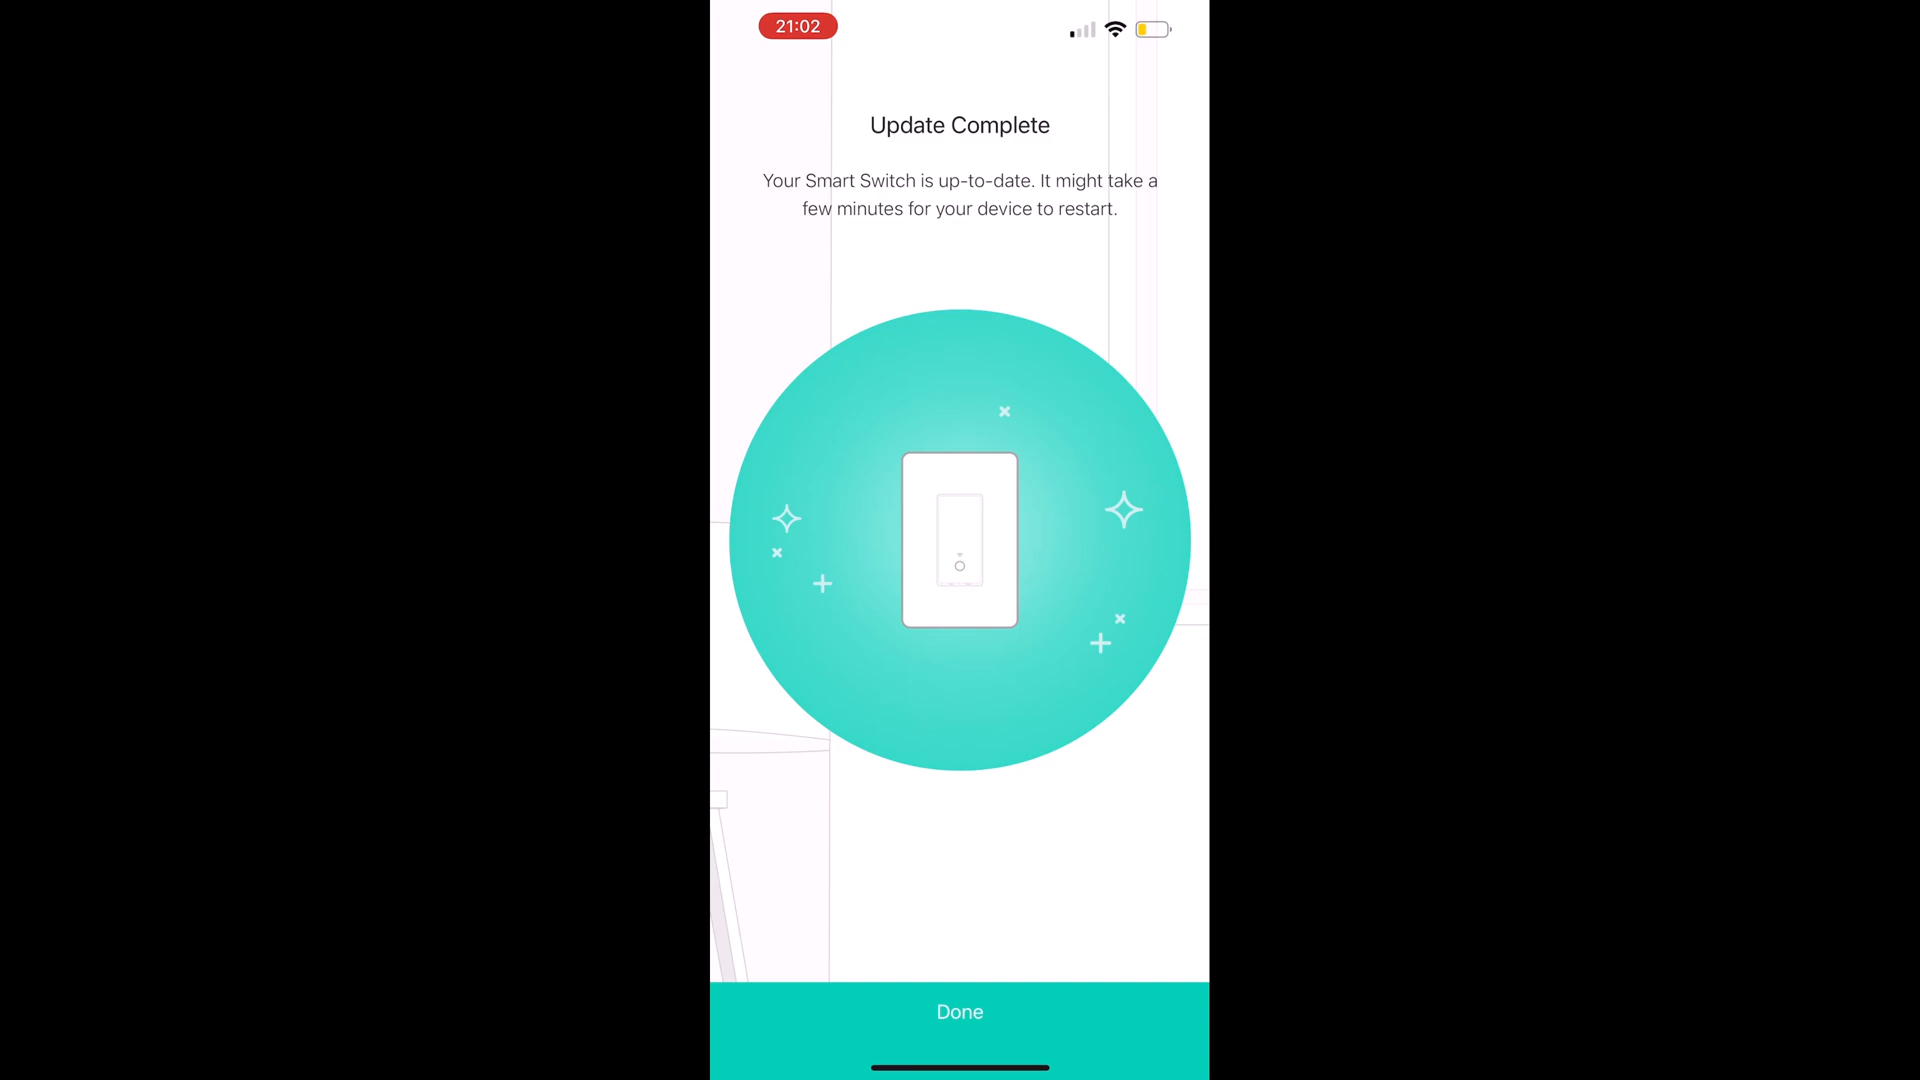 21:02
Update Complete
Your Smart Switch is up-to-date. It might take a
few minutes for your device to restart.
Done